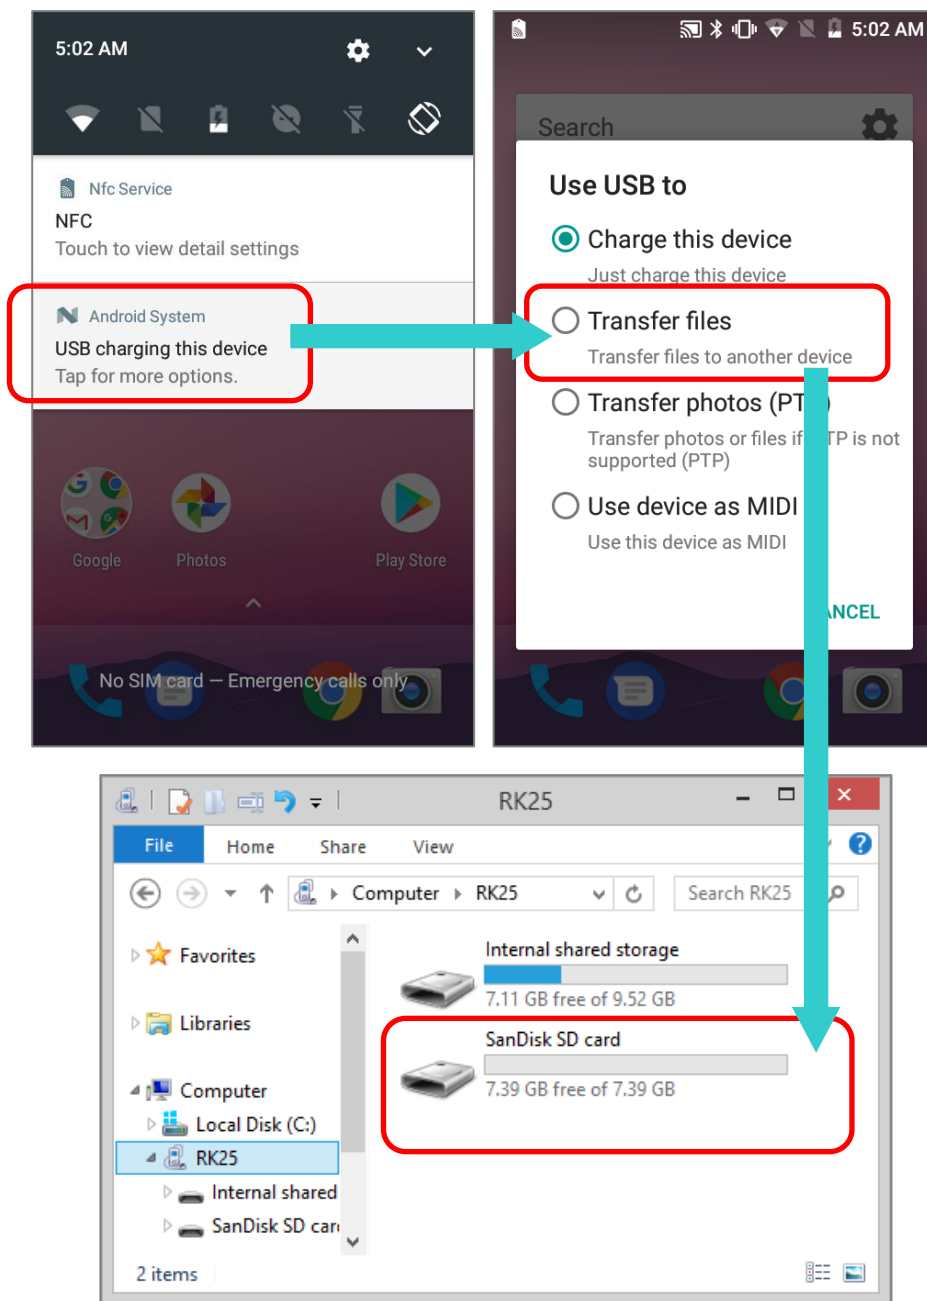 5:02 AM
Nfc Service
NFC
Touch to view detail settings
Android System
USB charging this device
Tap for more options.
Google
Photos
Play Store
No SIM card — Emergency calls only
5:02 AM
Search
Use USB to
Charge this device
Just charge this device
Transfer files
Transfer files to another device
Transfer photos (PT )
Transfer photos or files if TP is not
supported (PTP)
Use device as MIDI
Use this device as MIDI
ANCEL
RK25
File Home Share View
Computer RK25 Search RK25
Favorites
Libraries
Computer
Local Disk (C:)
RK25
Internal shared
SanDisk SD car
Internal shared storage
7.11 GB free of 9.52 GB
SanDisk SD card
7.39 GB free of 7.39 GB
2 items